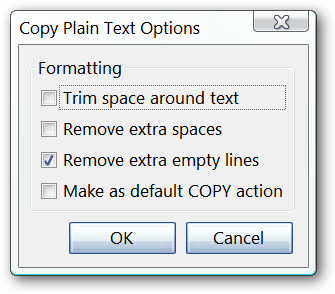 Copy Plain Text Options
Formatting
Trim space around text
Remove extra spaces
Remove extra empty lines
Make as default COPY action
OK
Cancel